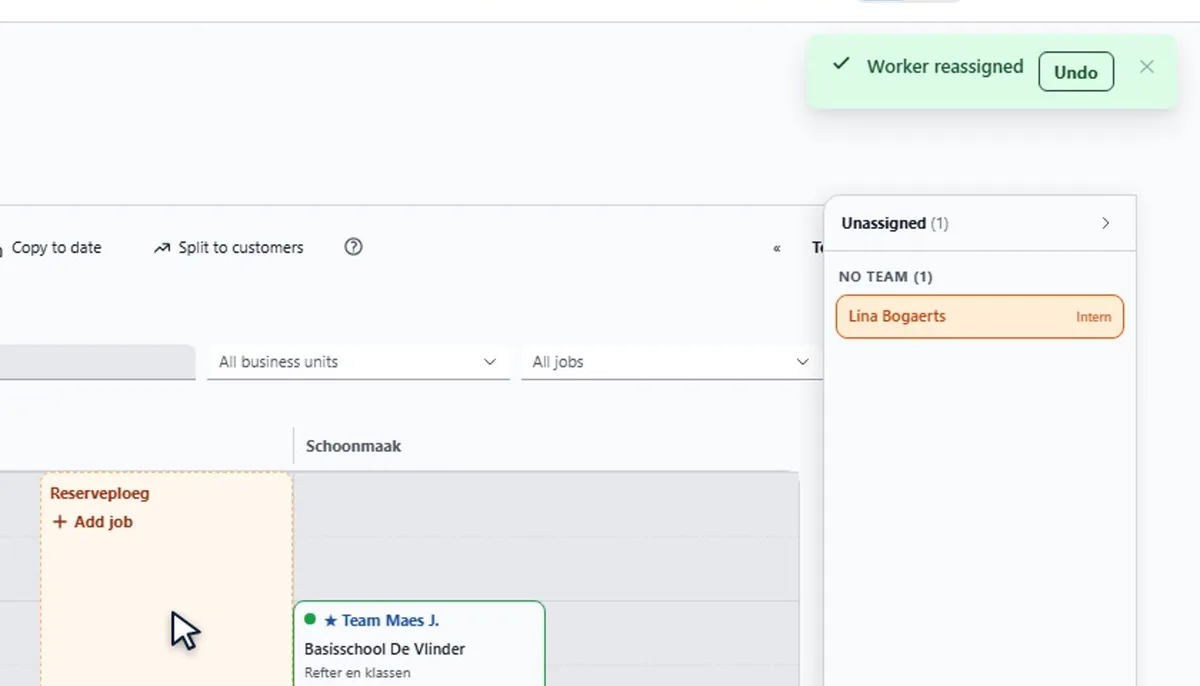 Worker reassigned
Undo
Copy to date
Split to customers
«
Unassigned (1)
NO TEAM (1)
Lina Bogaerts
Intern
All business units
All jobs
Schoonmaak
Reserveploeg
+ Add job
★ Team Maes J.
Basisschool De Vlinder
Refter en klassen